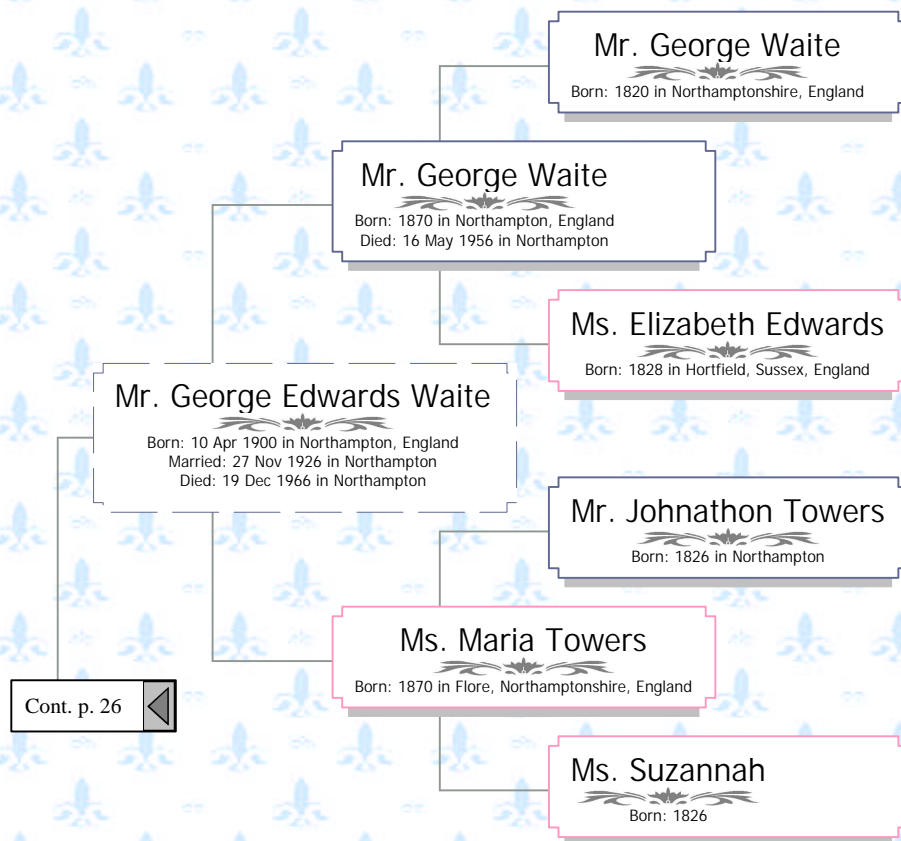 Mr. George Waite
Born: 1820 in Northamptonshire, England
Mr. George Waite
Born: 1870 in Northampton, England
Died: 16 May 1956 in Northampton
Ms. Elizabeth Edwards
Born: 1828 in Hortfield, Sussex, England
Mr. George Edwards Waite
Born: 10 Apr 1900 in Northampton, England
Married: 27 Nov 1926 in Northampton
Died: 19 Dec 1966 in Northampton
Mr. Johnathon Towers
Born: 1826 in Northampton
Ms. Maria Towers
Born: 1870 in Flore, Northamptonshire, England
Cont. p. 26
Ms. Suzannah
Born: 1826